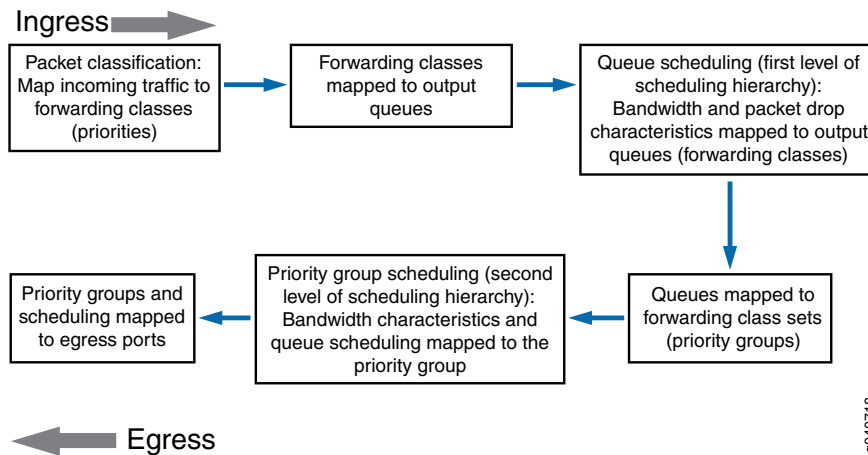 Ingress
Packet classification:
Map incoming traffic to
forwarding classes
(priorities)
Forwarding classes
mapped to output
queues
Queue scheduling (first level of
scheduling hierarchy):
Bandwidth and packet drop
characteristics mapped to output
queues (forwarding classes)
Queues mapped to
forwarding class sets
(priority groups)
Priority group scheduling (second
level of scheduling hierarchy):
Bandwidth characteristics and
queue scheduling mapped to the
priority group
Priority groups and
scheduling mapped
to egress ports
Egress